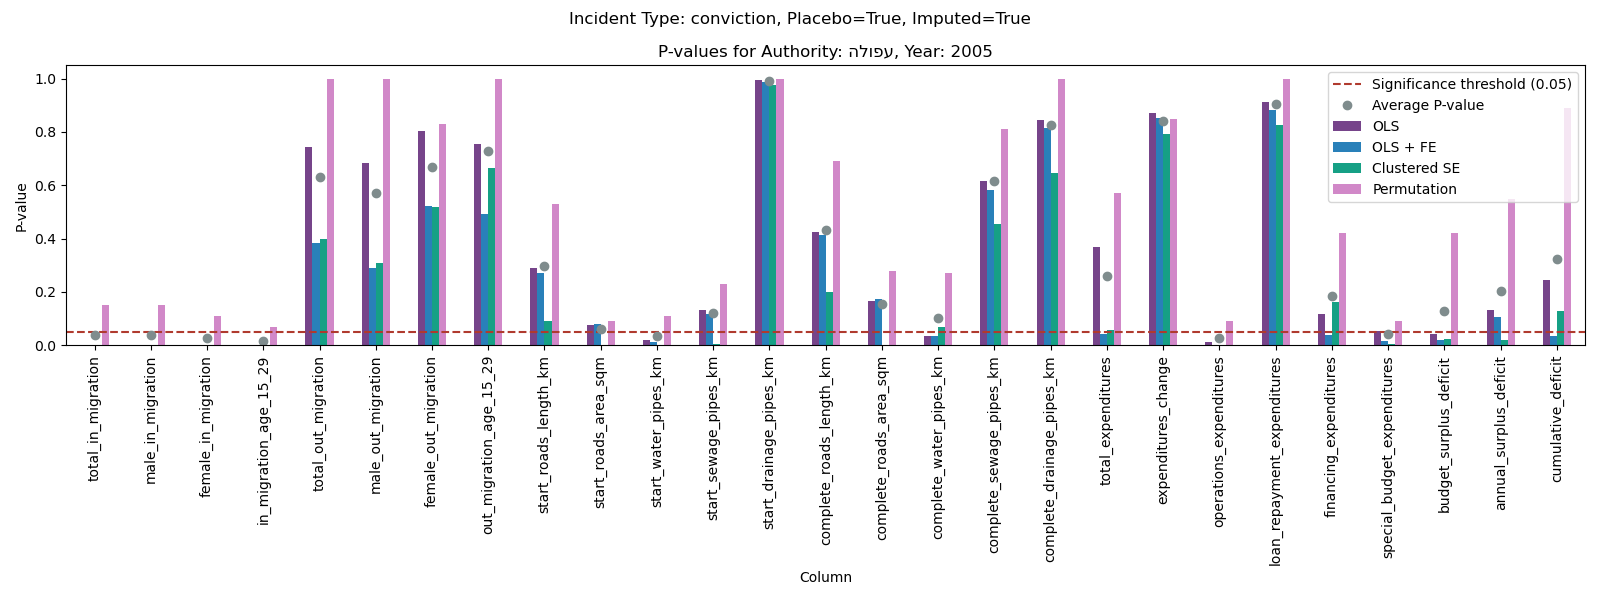 Incident Type: conviction, Placebo=True, Imputed=True
P-values for Authority: עפולה, Year: 2005
P-value
1.0
0.8
0.6
0.4
0.2
0.0
Significance threshold (0.05)
Average P-value
OLS
OLS + FE
Clustered SE
Permutation
total_in_migration
male_in_migration
female_in_migration
in_migration_age_15_29
total_out_migration
male_out_migration
female_out_migration
out_migration_age_15_29
start_roads_length_km
start_roads_area_sqm
start_water_pipes_km
start_sewage_pipes_km
start_drainage_pipes_km
complete_roads_length_km
complete_roads_area_sqm
complete_water_pipes_km
complete_sewage_pipes_km
complete_drainage_pipes_km
total_expenditures
expenditures_change
operations_expenditures
loan_repayment_expenditures
financing_expenditures
special_budget_expenditures
budget_surplus_deficit
annual_surplus_deficit
cumulative_deficit
Column